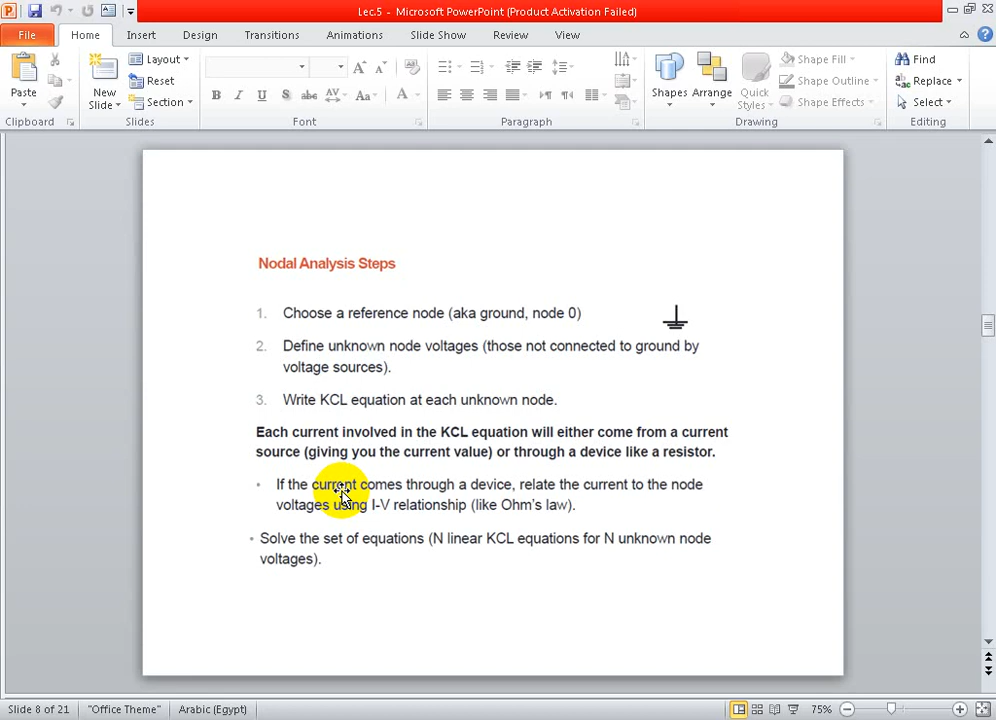 Lec.5 - Microsoft PowerPoint (Product Activation Failed)
File Home Insert Design Transitions Animations Slide Show Review View
Paste
New
Slide
Layout
Reset
Section
B I U S abc AV Aa A
Shapes
Arrange
Quick
Styles
Shape Fill
Shape Outline
Shape Effects
Find
Replace
Select
Clipboard Slides Font Paragraph Drawing Editing
Nodal Analysis Steps
1. Choose a reference node (aka ground, node 0)
2. Define unknown node voltages (those not connected to ground by
voltage sources).
3. Write KCL equation at each unknown node.
Each current involved in the KCL equation will either come from a current
source (giving you the current value) or through a device like a resistor.
• If the current comes through a device, relate the current to the node
voltages using I-V relationship (like Ohm's law).
• Solve the set of equations (N linear KCL equations for N unknown node
voltages).
Slide 8 of 21 "Office Theme" Arabic (Egypt) 75%